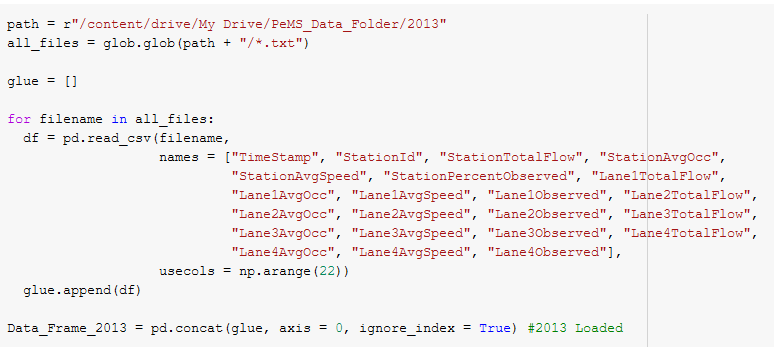 path = r"/content/drive/My Drive/PeMS_Data_Folder/2013"
all_files = glob.glob(path + "/*.txt")

glue = []

for filename in all_files:
  df = pd.read_csv(filename,
                   names = ["TimeStamp", "StationId", "StationTotalFlow", "StationAvgOcc",
                            "StationAvgSpeed", "StationPercentObserved", "Lane1TotalFlow",
                            "Lane1AvgOcc", "Lane1AvgSpeed", "Lane1Observed", "Lane2TotalFlow",
                            "Lane2AvgOcc", "Lane2AvgSpeed", "Lane2Observed", "Lane3TotalFlow",
                            "Lane3AvgOcc", "Lane3AvgSpeed", "Lane3Observed", "Lane4TotalFlow",
                            "Lane4AvgOcc", "Lane4AvgSpeed", "Lane4Observed"],
                   usecols = np.arange(22))
  glue.append(df)

Data_Frame_2013 = pd.concat(glue, axis = 0, ignore_index = True) #2013 Loaded